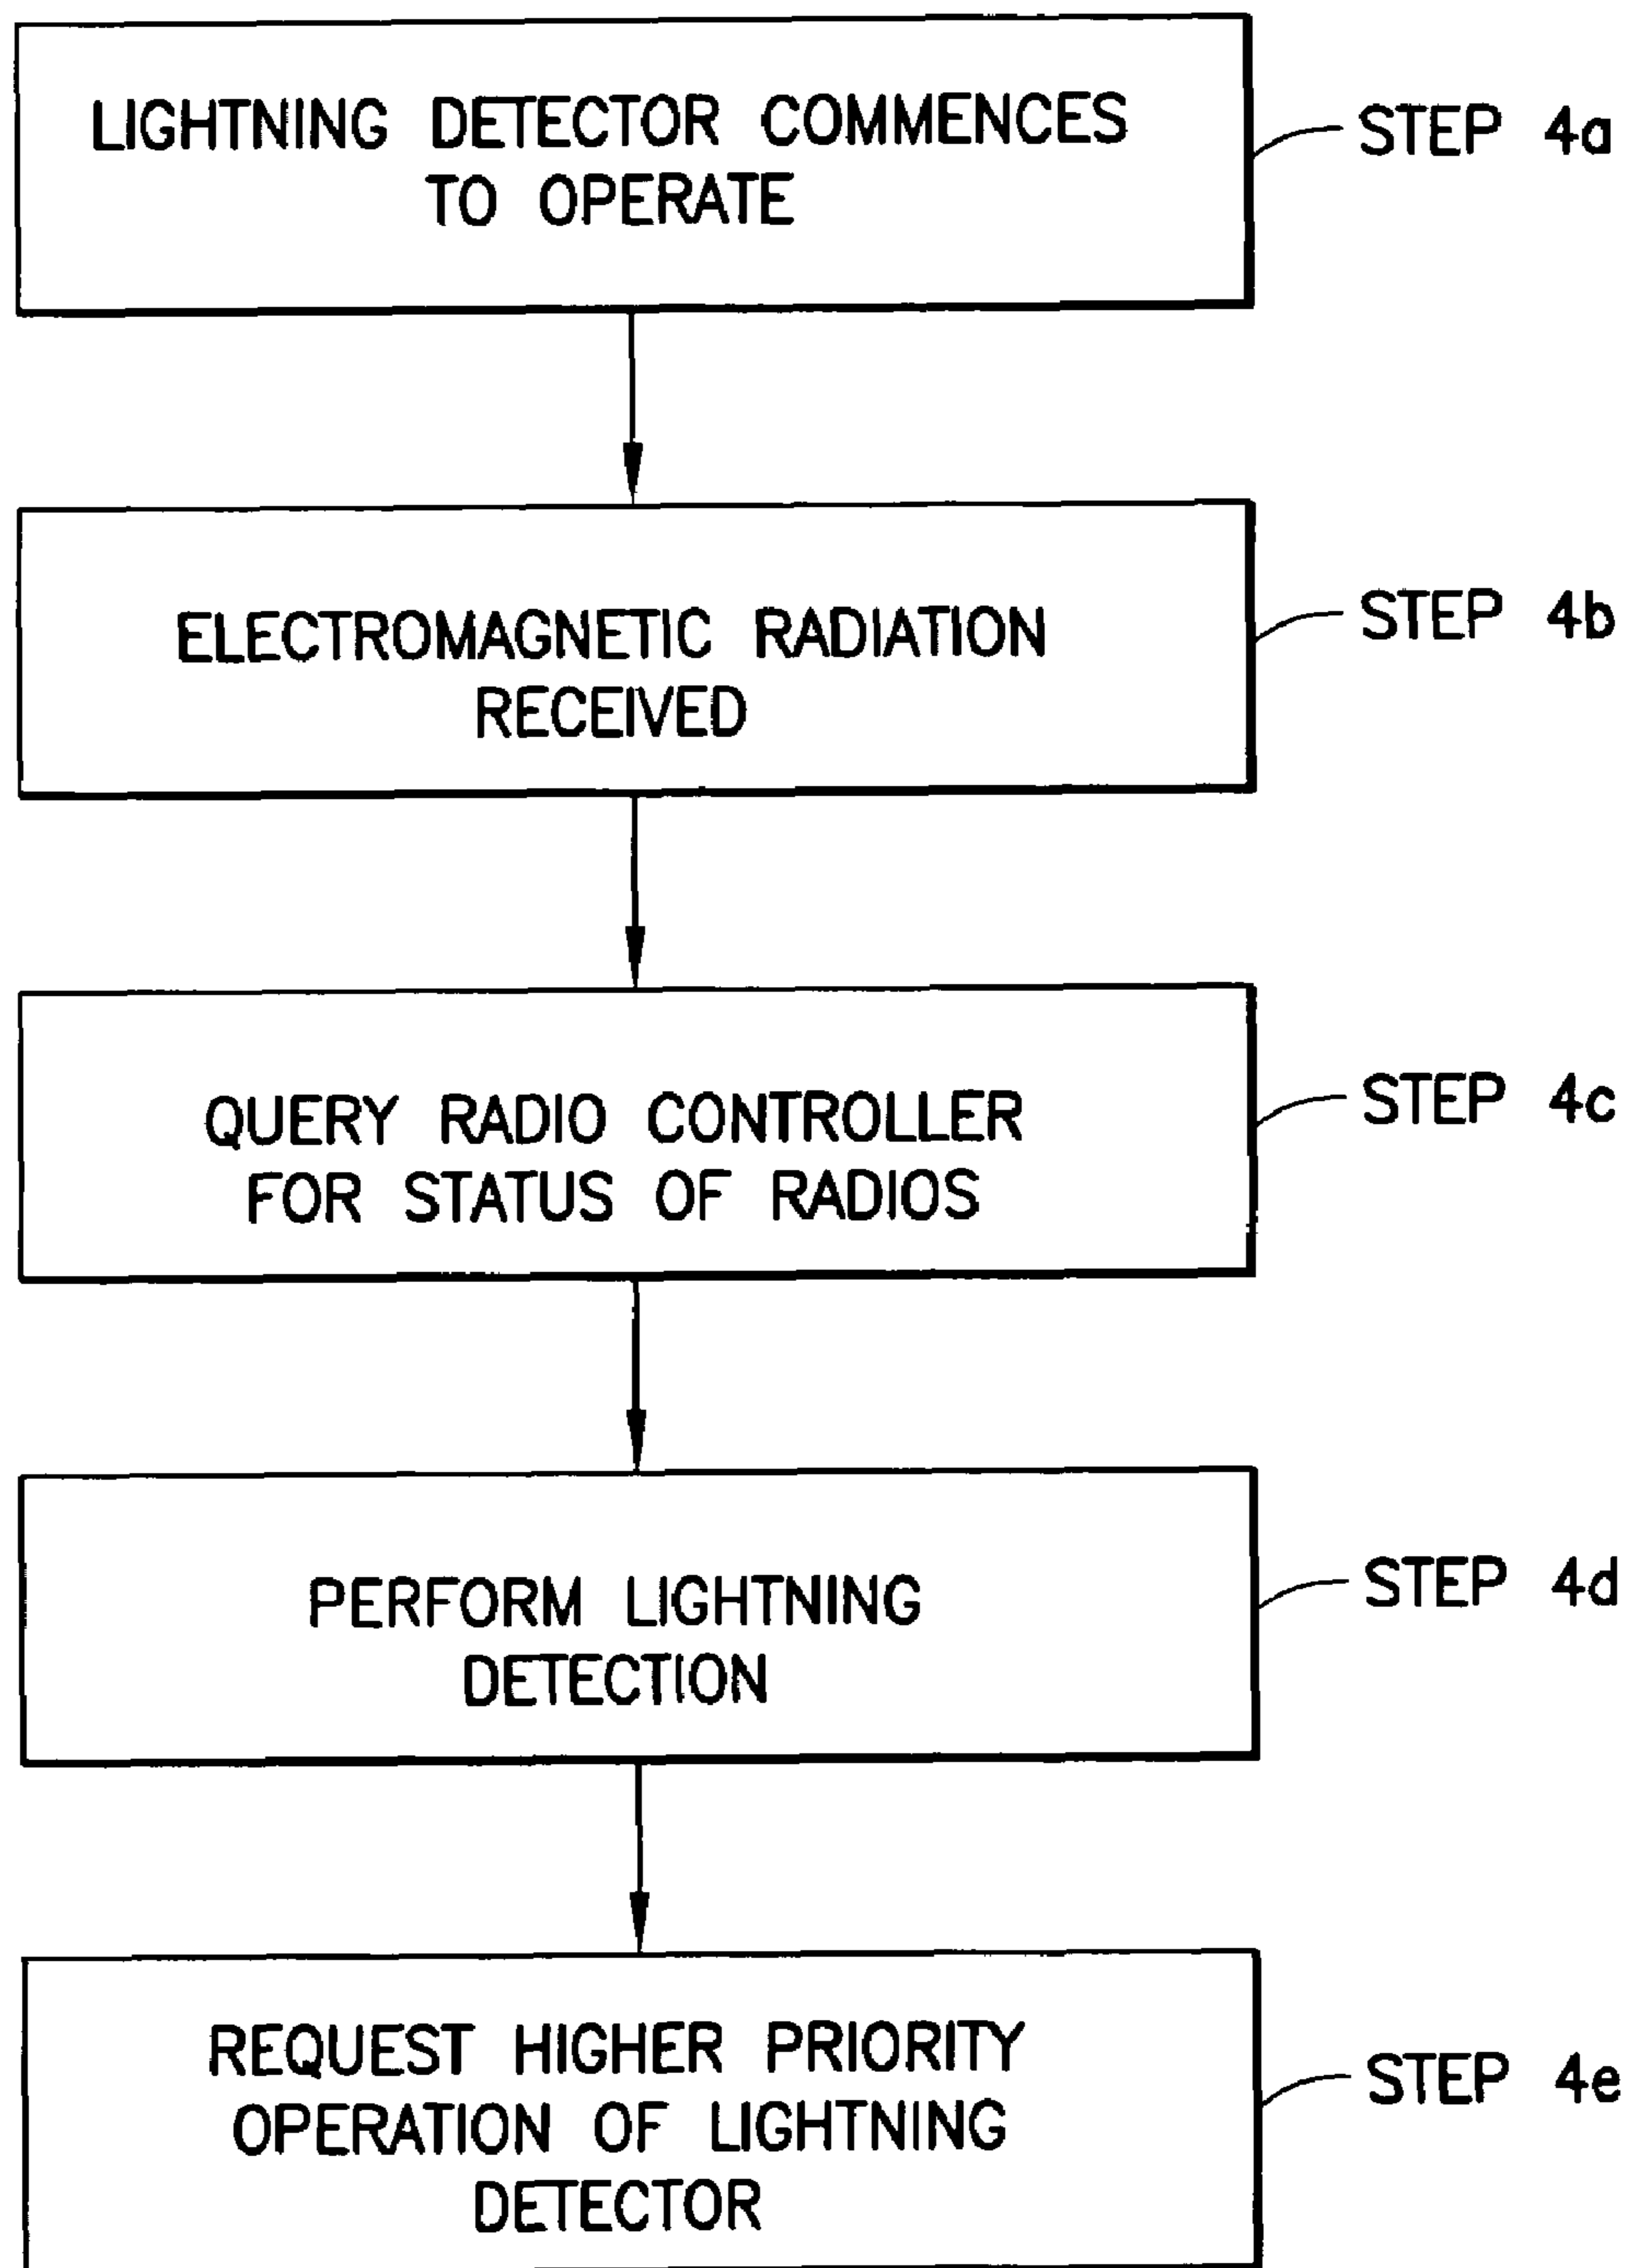 LIGHTNING DETECTOR COMMENCES
TO OPERATE
STEP 4a
ELECTROMAGNETIC RADIATION
RECEIVED
STEP 4b
QUERY RADIO CONTROLLER
FOR STATUS OF RADIOS
STEP 4c
PERFORM LIGHTNING
DETECTION
STEP 4d
REQUEST HIGHER PRIORITY
OPERATION OF LIGHTNING
DETECTOR
STEP 4e